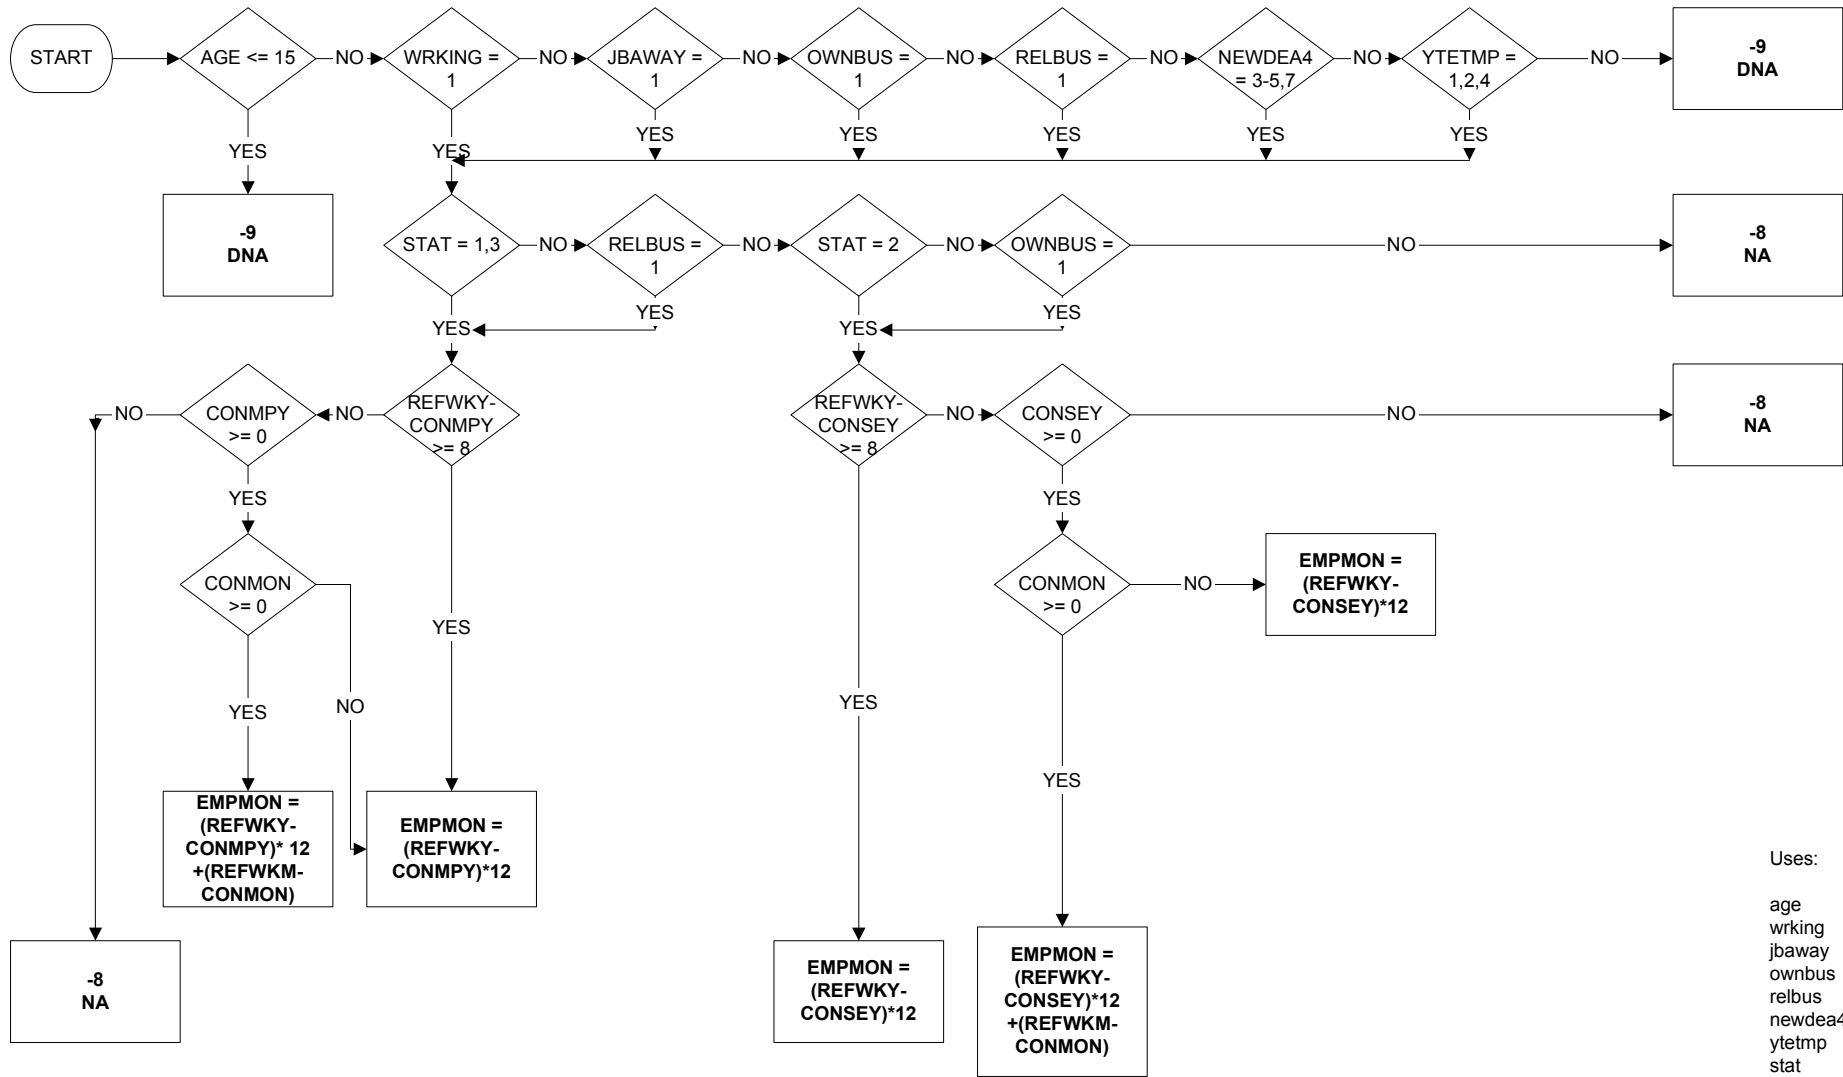 START
AGE <= 15
NO
WRKING =
1
NO
JBAWAY =
1
NO
OWNBUS =
1
NO
RELBUS =
1
NO
NEWDEA4
= 3-5,7
NO
YTETMP =
1,2,4
NO
-9
DNA
YES
YES
YES
YES
YES
YES
YES
-9
DNA
STAT = 1,3
NO
RELBUS =
1
NO
STAT = 2
NO
OWNBUS =
1
NO
-8
NA
YES
YES
YES
YES
NO
CONMPY
>= 0
NO
REFWKY-
CONMPY
>= 8
REFWKY-
CONSEY
>= 8
NO
CONSEY
>= 0
NO
-8
NA
YES
YES
CONMON
>= 0
YES
CONMON
>= 0
NO
EMPMON =
(REFWKY-
CONSEY)*12
YES
NO
YES
YES
EMPMON =
(REFWKY-
CONMPY)* 12
+(REFWKM-
CONMON)
EMPMON =
(REFWKY-
CONMPY)*12
-8
NA
EMPMON =
(REFWKY-
CONSEY)*12
EMPMON =
(REFWKY-
CONSEY)*12
+(REFWKM-
CONMON)
Uses:
age
wrking
jbaway
ownbus
relbus
newdea4
ytetmp
stat